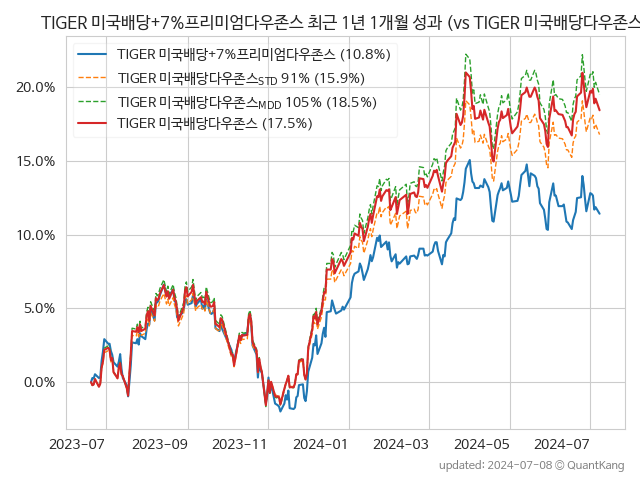 TIGER 미국배당+7%프리미엄다우존스 최근 1년 1개월 성과 (vs TIGER 미국배당다우존스
TIGER 미국배당+7%프리미엄다우존스 (10.8%)
TIGER 미국배당다우존스STD 91% (15.9%)
TIGER 미국배당다우존스MDD 105% (18.5%)
TIGER 미국배당다우존스 (17.5%)
20.0%
15.0%
10.0%
5.0%
0.0%
2023-07
2023-09
2023-11
2024-01
2024-03
2024-05
2024-07
updated: 2024-07-08 © QuantKang